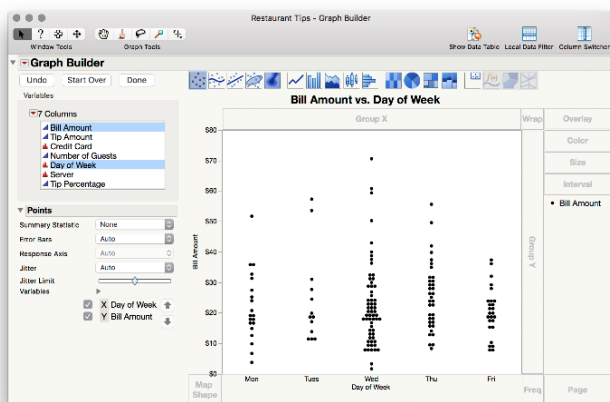 Restaurant Tips - Graph Builder
Window Tools
Graph Tools
Show Data Table
Local Data Filter
Column Switcher
Graph Builder
Undo
Start Over
Done
Variables
7 Columns
Bill Amount
Tip Amount
Credit Card
Number of Guests
Day of Week
Server
Tip Percentage
Points
Summary Statistic
None
Error Bars
Auto
Response Axis
Auto
Jitter
Auto
Jitter Limit
Variables
X Day of Week
Y Bill Amount
Bill Amount vs. Day of Week
Group X
Wrap
Overlay
Color
Size
Interval
Bill Amount
Group Y
Bill Amount
$80
$70
$60
$50
$40
$30
$20
$10
$0
Mon
Tues
Wed
Thu
Fri
Day of Week
Map
Shape
Freq
Page